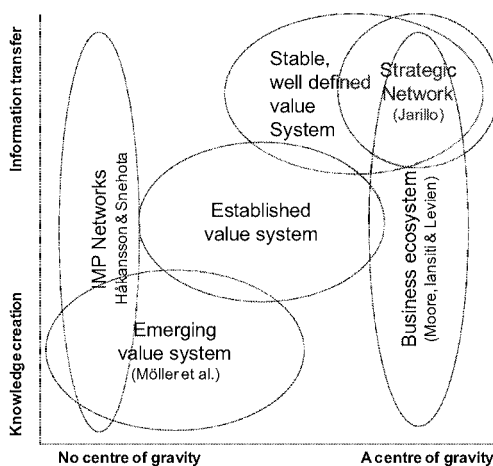 Information transfer
Knowledge creation
Stable,
well defined
value
System
Strategic
Network
(Jarillo)
IMP Networks
Håkansson & Snehota
Established
value system
Business ecosystem
(Moore, Iansiti & Levien)
Emerging
value system
(Möller et al.)
No centre of gravity
A centre of gravity